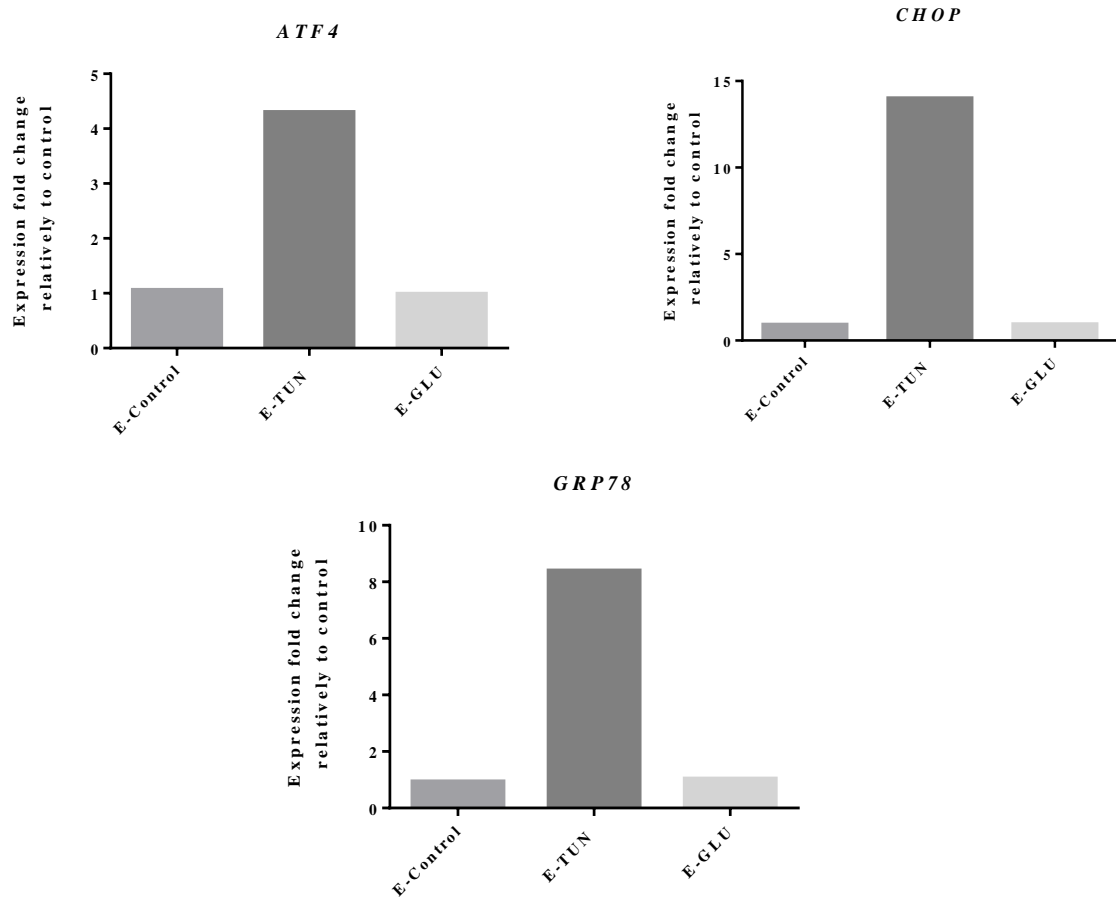 ATF4
Expression fold change
relatively to control
5
4
3
2
1
0
E-Control
E-TUN
E-GLU
CHOP
Expression fold change
relatively to control
15
10
5
0
E-Control
E-TUN
E-GLU
GRP78
Expression fold change
relatively to control
10
8
6
4
2
0
E-Control
E-TUN
E-GLU